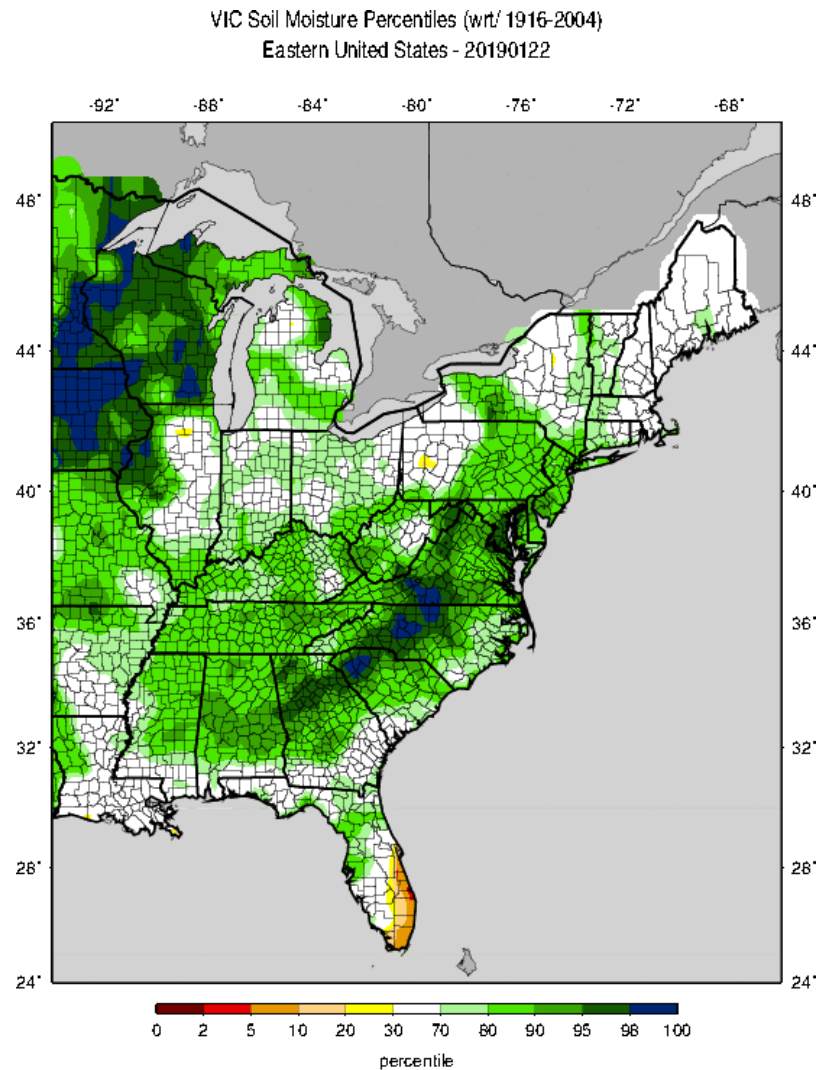 VIC Soil Moisture Percentiles (wrt/ 1916-2004)
Eastern United States - 20190122
-92° -88° -84° -80° -76° -72° -68°
48° 48°
44° 44°
40° 40°
36° 36°
32° 32°
28° 28°
24° 24°
0 2 5 10 20 30 70 80 90 95 98 100
percentile